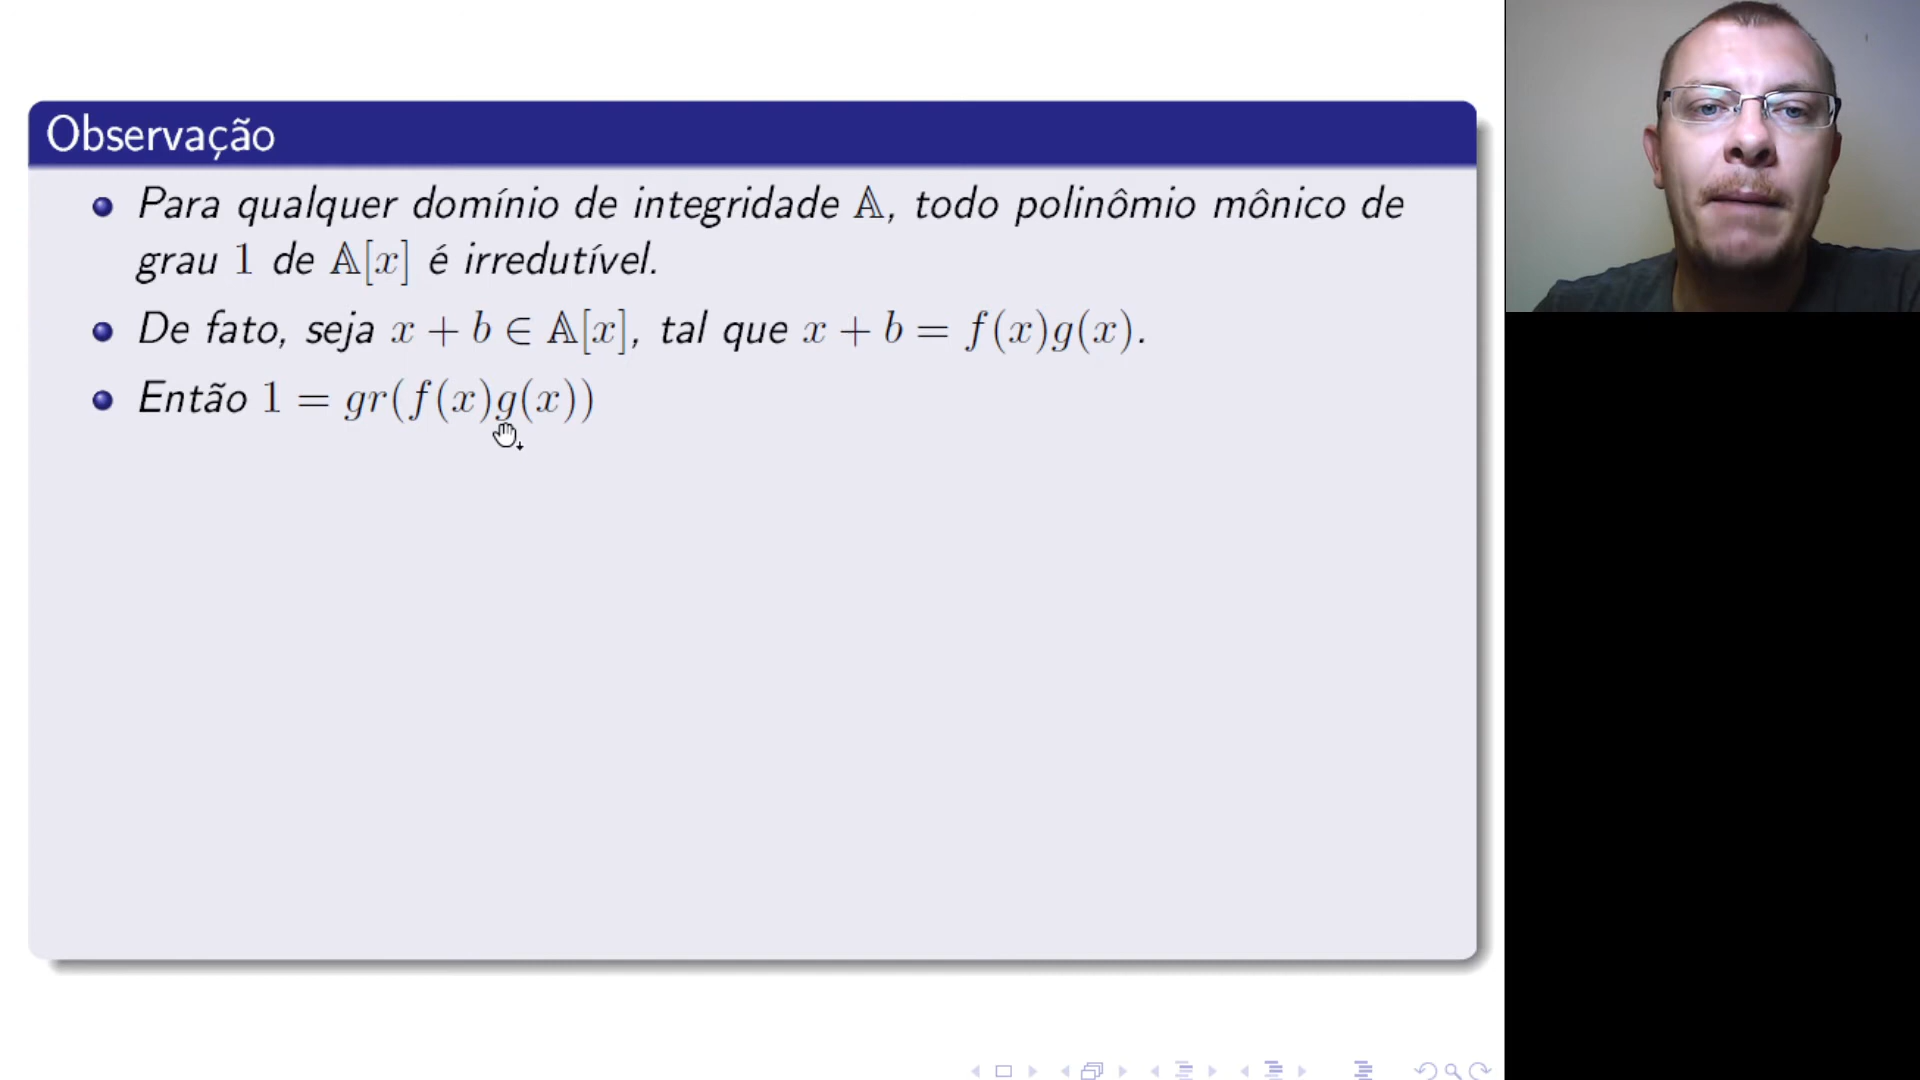 Observação
Para qualquer domínio de integridade 𝔸, todo polinômio mônico de
grau 1 de 𝔸[x] é irredutível.
De fato, seja x + b ∈ 𝔸[x], tal que x + b = f(x)g(x).
Então 1 = gr(f(x)g(x))